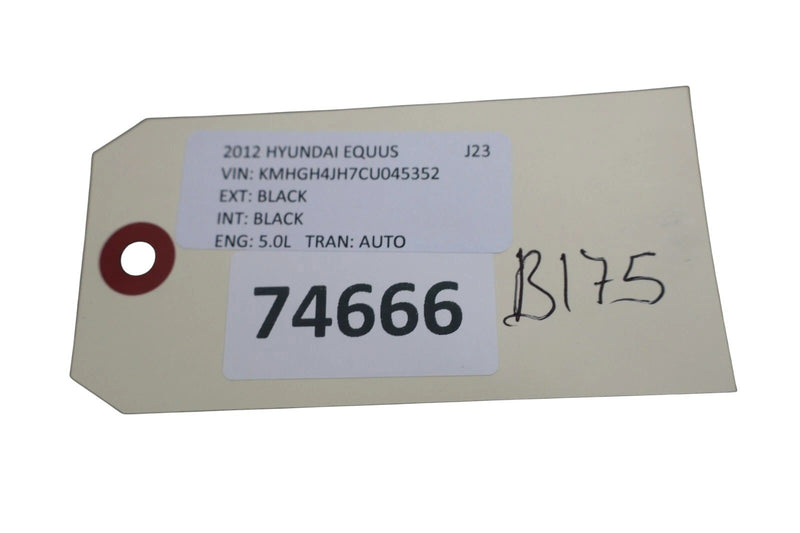 2012 HYUNDAI EQUUS J23
VIN: KMHGH4JH7CU045352
EXT: BLACK
INT: BLACK
ENG: 5.0L TRAN: AUTO
74666
B175